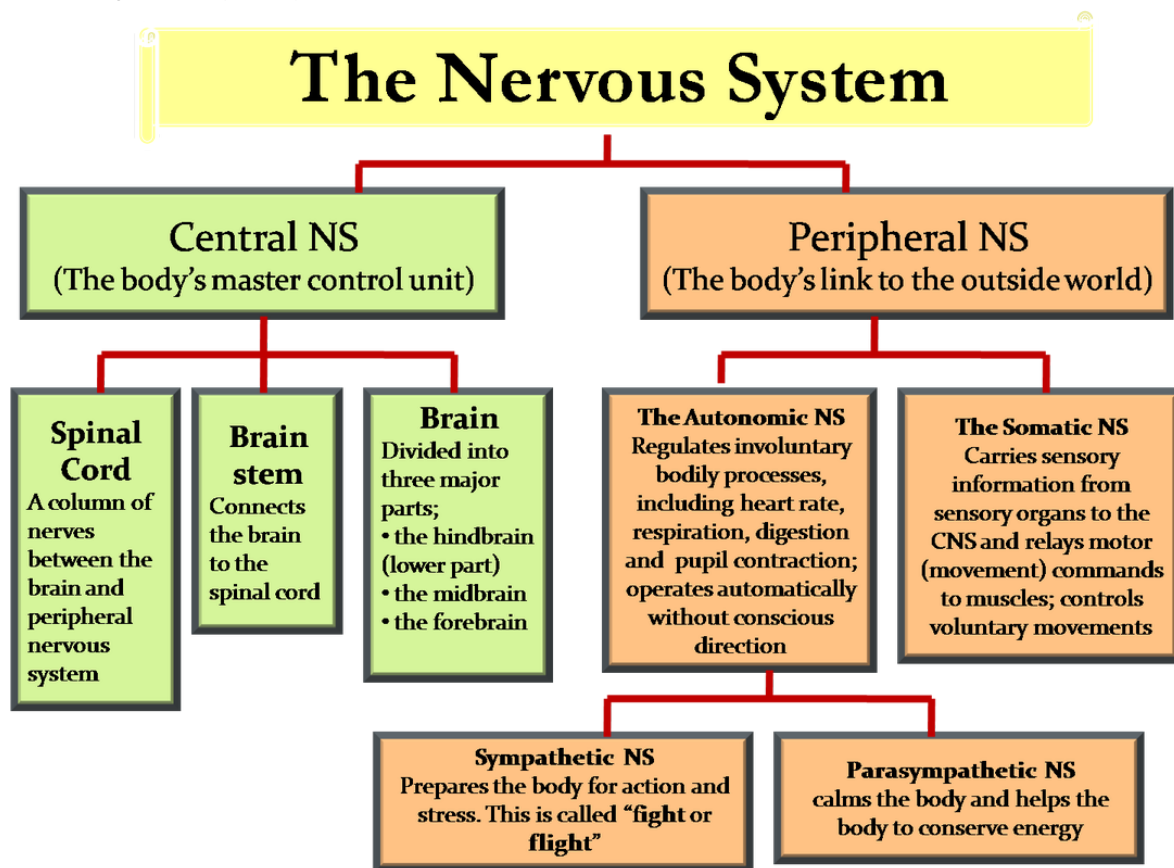 The Nervous System
Central NS
(The body's master control unit)
Peripheral NS
(The body's link to the outside world)
Spinal
Cord
A column of
nerves
between the
brain and
peripheral
nervous
system
Brain
stem
Connects
the brain
to the
spinal cord
Brain
Divided into
three major
parts;
• the hindbrain
(lower part)
• the midbrain
• the forebrain
The Autonomic NS
Regulates involuntary
bodily processes,
including heart rate,
respiration, digestion
and pupil contraction;
operates automatically
without conscious
direction
The Somatic NS
Carries sensory
information from
sensory organs to the
CNS and relays motor
(movement) commands
to muscles; controls
voluntary movements
Sympathetic NS
Prepares the body for action and
stress. This is called "fight or
flight"
Parasympathetic NS
calms the body and helps the
body to conserve energy